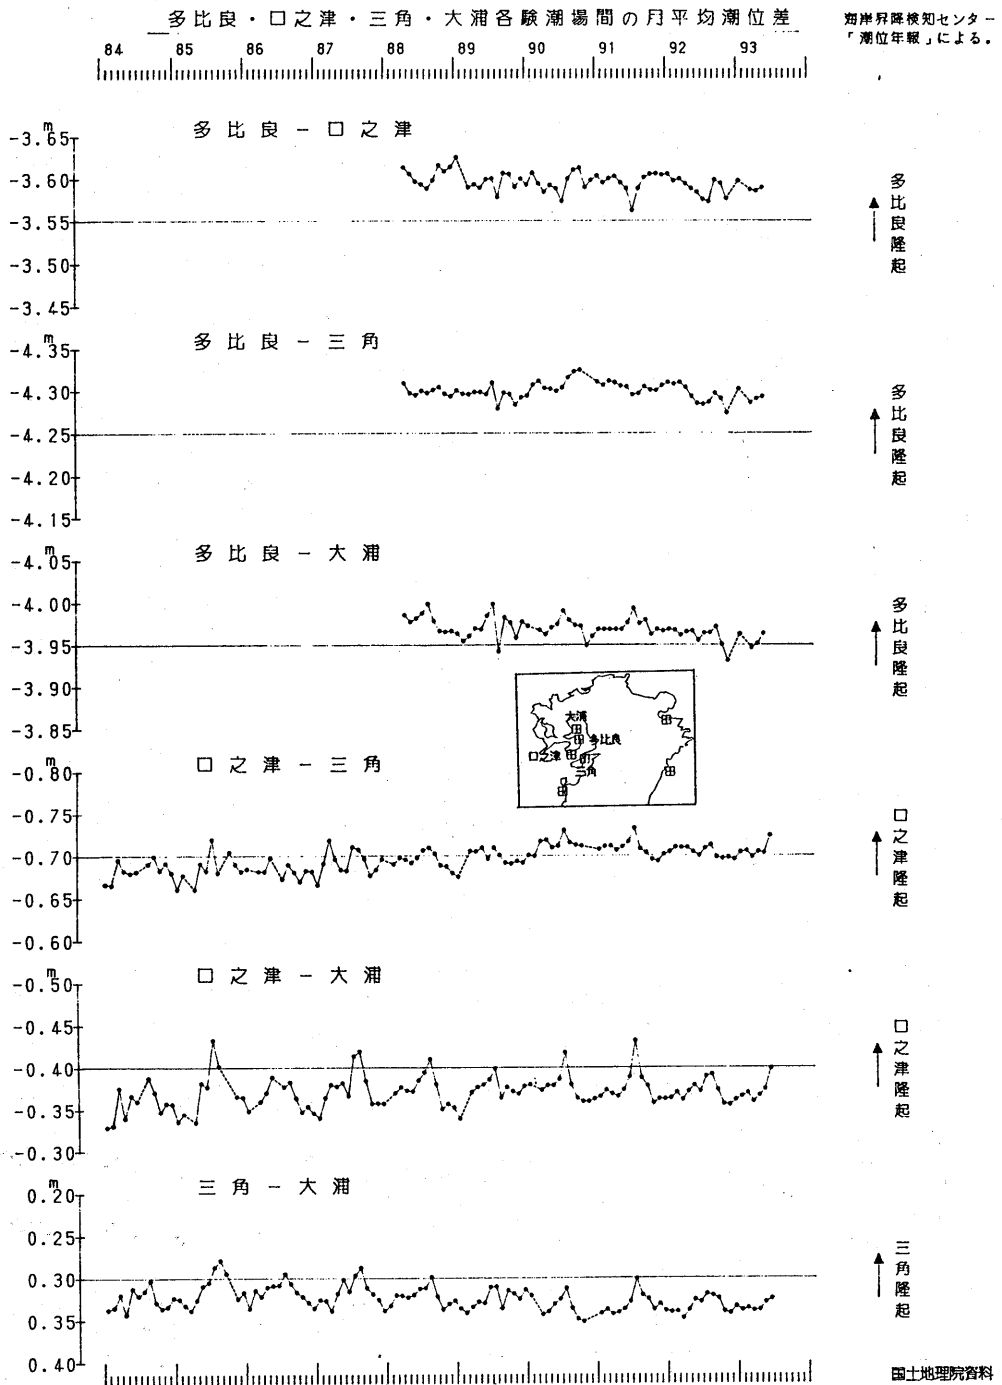 多比良・口之津・三角・大浦各験潮場間の月平均潮位差
海岸昇降検知センター
「潮位年報」による。
84 85 86 87 88 89 90 91 92 93
多比良－口之津
m
-3.65
-3.60
-3.55
-3.50
-3.45
多比良隆起
多比良－三角
m
-4.35
-4.30
-4.25
-4.20
-4.15
多比良隆起
多比良－大浦
m
-4.05
-4.00
-3.95
-3.90
-3.85
多比良隆起
大浦
多比良
口之津
三角
口之津－三角
m
-0.80
-0.75
-0.70
-0.65
-0.60
口之津隆起
口之津－大浦
m
-0.50
-0.45
-0.40
-0.35
-0.30
口之津隆起
三角－大浦
m
0.20
0.25
0.30
0.35
0.40
三角隆起
国土地理院資料